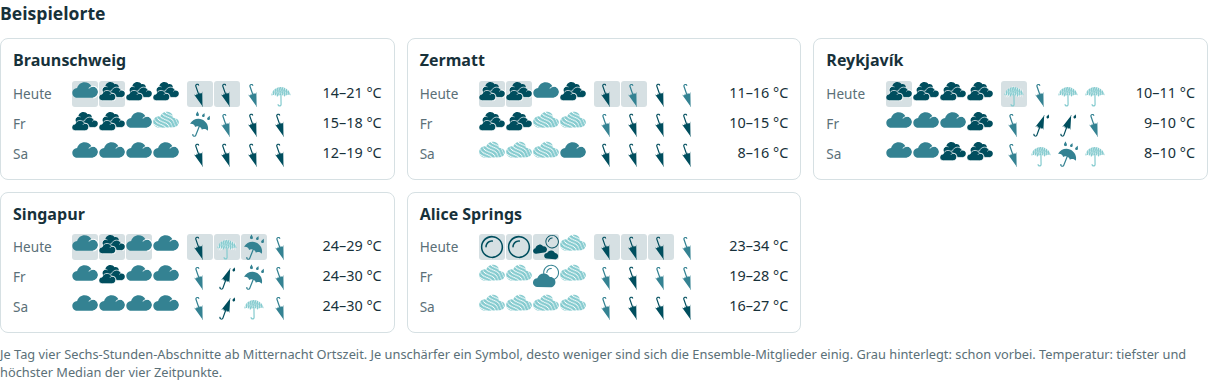 Beispielorte
Braunschweig
Heute 14–21 °C
Fr 15–18 °C
Sa 12–19 °C
Zermatt
Heute 11–16 °C
Fr 10–15 °C
Sa 8–16 °C
Reykjavík
Heute 10–11 °C
Fr 9–10 °C
Sa 8–10 °C
Singapur
Heute 24–29 °C
Fr 24–30 °C
Sa 24–30 °C
Alice Springs
Heute 23–34 °C
Fr 19–28 °C
Sa 16–27 °C
Je Tag vier Sechs-Stunden-Abschnitte ab Mitternacht Ortszeit. Je unschärfer ein Symbol, desto weniger sind sich die Ensemble-Mitglieder einig. Grau hinterlegt: schon vorbei. Temperatur: tiefster und
höchster Median der vier Zeitpunkte.